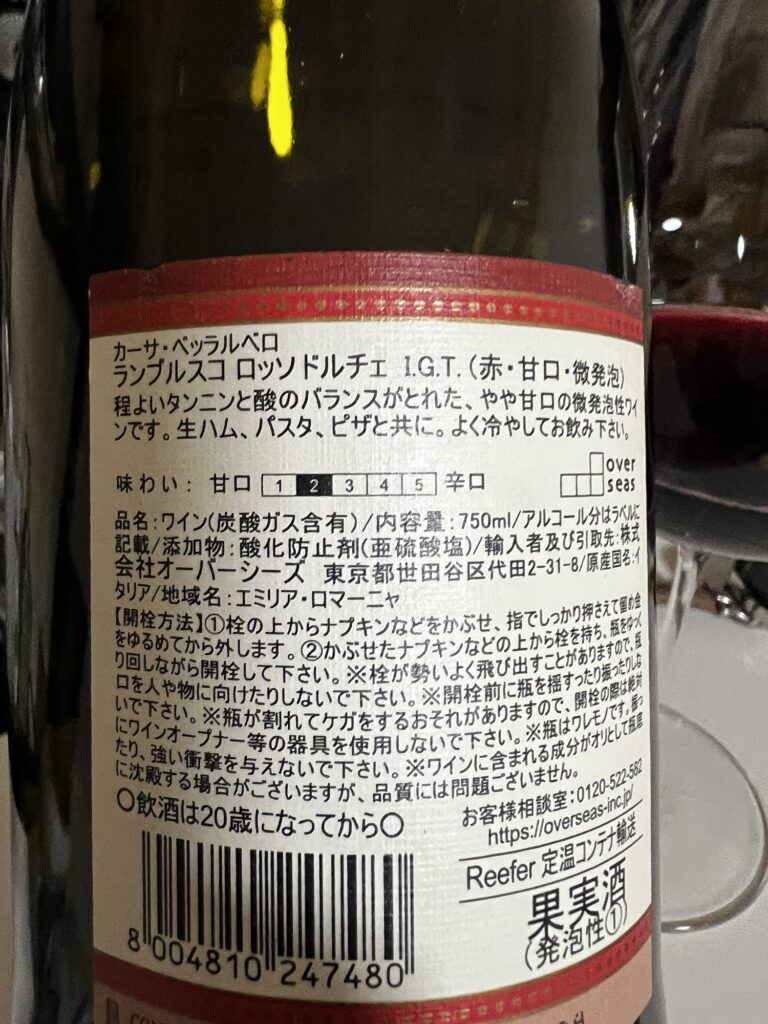 カーサ・ベッラルベロ
ランブルスコ ロッソドルチェ I.G.T.（赤・甘口・微発泡）
程よいタンニンと酸のバランスがとれた、やや甘口の微発泡性ワイ
ンです。生ハム、パスタ、ピザと共に。よく冷やしてお飲み下さい。
味わい：甘口 1 2 3 4 5 辛口
over
seas
品名：ワイン(炭酸ガス含有)/内容量：750ml/アルコール分はラベルに
記載/添加物：酸化防止剤(亜硫酸塩)/輸入者及び引取先：株式
会社オーバーシーズ 東京都世田谷区代田2-31-8/原産国名：イ
タリア/地域名：エミリア・ロマーニャ
【開栓方法】①栓の上からナプキンなどをかぶせ、指でしっかり押さえて留め金
をゆるめてから外します。②かぶせたナプキンなどの上から栓を持ち、瓶をゆっく
り回しながら開栓して下さい。※栓が勢いよく飛び出すことがありますので、瓶
口を人や物に向けたりしないで下さい。※開栓前に瓶を揺すったり振ったりしな
いで下さい。※瓶が割れてケガをするおそれがありますので、開栓の際は絶対
にワインオープナー等の器具を使用しないで下さい。※瓶はワレモノです。振っ
たり、強い衝撃を与えないで下さい。※ワインに含まれる成分がオリとして瓶底
に沈殿する場合がございますが、品質には問題ございません。
〇飲酒は20歳になってから〇
お客様相談室：0120-522-582
https://overseas-inc.jp/
Reefer 定温コンテナ輸送
果実酒
（発泡性①）
8 004810 247480